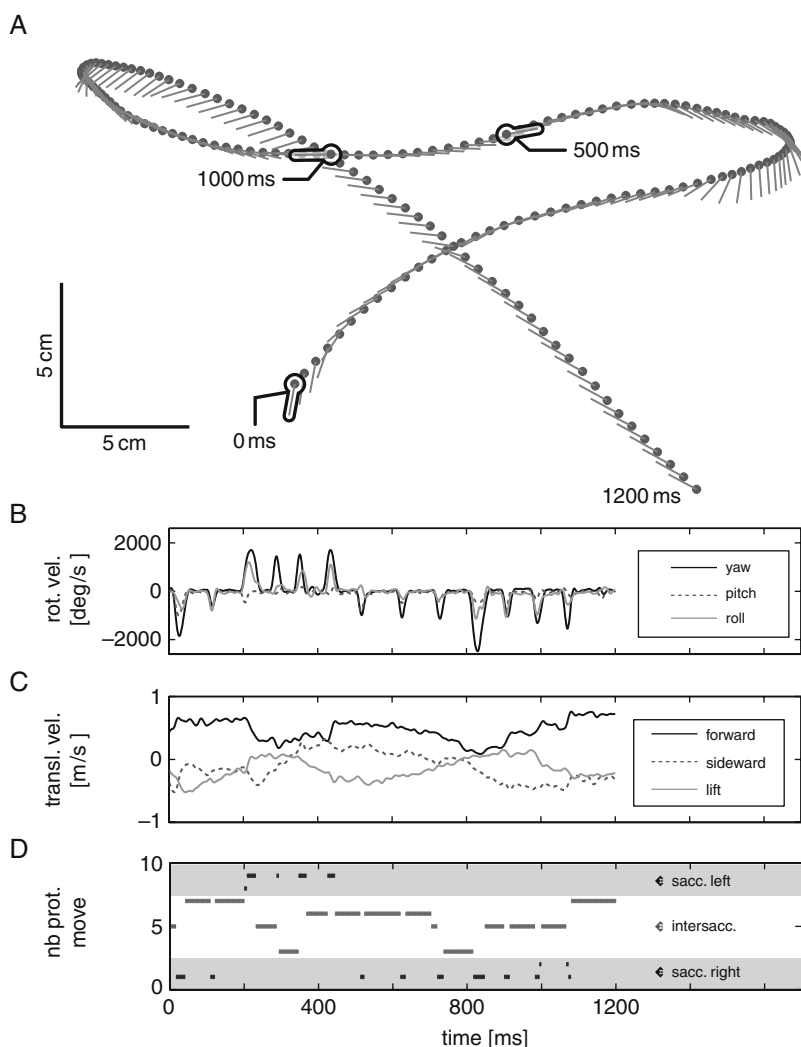 A
1000 ms
500 ms
5 cm
5 cm
0 ms
1200 ms
B
rot. vel.
[deg/s]
2000
0
−2000
yaw
pitch
roll
C
transl. vel.
[m/s]
1
0
−1
forward
sideward
lift
D
nb prot.
move
10
5
0
sacc. left
intersacc.
sacc. right
0 400 800 1200
time [ms]